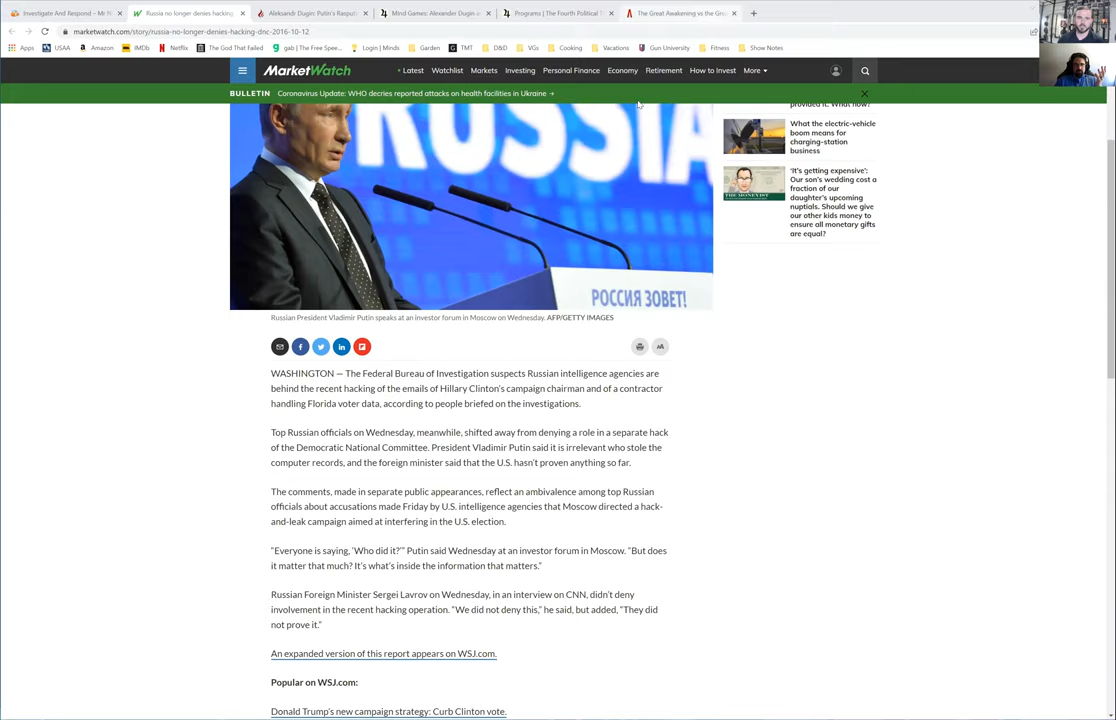 Investigate And Respond – Mr N
Russia no longer denies hacking
Aleksandr Dugin: Putin's Rasput
Mind Games: Alexander Dugin a
Programs | The Fourth Political
The Great Awakening vs the Gre
marketwatch.com/story/russia-no-longer-denies-hacking-dnc-2016-10-12
Apps
USAA
Amazon
IMDb
Netflix
The God That Failed
gab | The Free Spee...
Login | Minds
Garden
TMT
D&D
VGs
Cooking
Vacations
Gun University
Fitness
Show Notes
MarketWatch
Latest
Watchlist
Markets
Investing
Personal Finance
Economy
Retirement
How to Invest
More
BULLETIN Coronavirus Update: WHO decries reported attacks on health facilities in Ukraine →
RUSSIA
РОССИЯ ЗОВЕТ!
Russian President Vladimir Putin speaks at an investor forum in Moscow on Wednesday. AFP/GETTY IMAGES
WASHINGTON — The Federal Bureau of Investigation suspects Russian intelligence agencies are
behind the recent hacking of the emails of Hillary Clinton's campaign chairman and of a contractor
handling Florida voter data, according to people briefed on the investigations.
Top Russian officials on Wednesday, meanwhile, shifted away from denying a role in a separate hack
of the Democratic National Committee. President Vladimir Putin said it is irrelevant who stole the
computer records, and the foreign minister said that the U.S. hasn't proven anything so far.
The comments, made in separate public appearances, reflect an ambivalence among top Russian
officials about accusations made Friday by U.S. intelligence agencies that Moscow directed a hack-
and-leak campaign aimed at interfering in the U.S. election.
"Everyone is saying, 'Who did it?'" Putin said Wednesday at an investor forum in Moscow. "But does
it matter that much? It's what's inside the information that matters."
Russian Foreign Minister Sergei Lavrov on Wednesday, in an interview on CNN, didn't deny
involvement in the recent hacking operation. "We did not deny this," he said, but added, "They did
not prove it."
An expanded version of this report appears on WSJ.com.
Popular on WSJ.com:
Donald Trump's new campaign strategy: Curb Clinton vote.
provided it. What now?
What the electric-vehicle
boom means for
charging-station
business
THE MONEYIST
'It's getting expensive':
Our son's wedding cost a
fraction of our
daughter's upcoming
nuptials. Should we give
our other kids money to
ensure all monetary gifts
are equal?